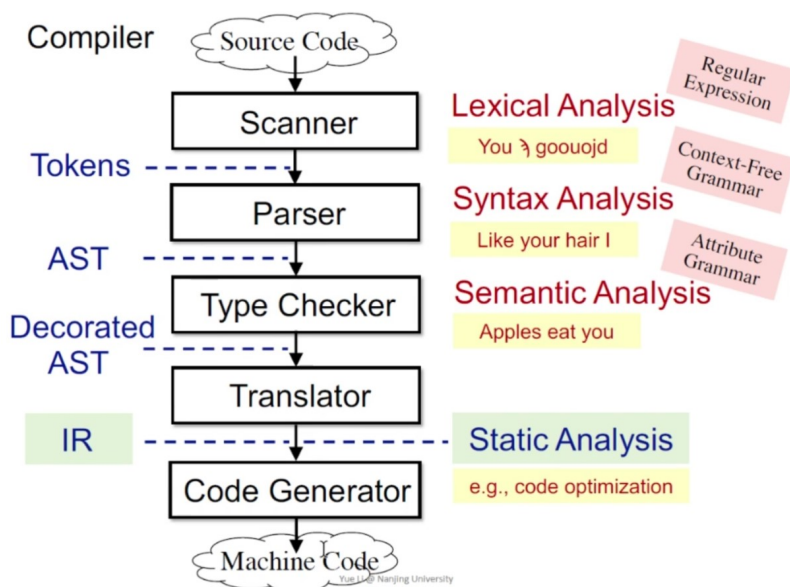 Compiler
Source Code
Regular
Expression
Scanner
Lexical Analysis
You goouojd
Tokens
Context-Free
Grammar
Parser
Syntax Analysis
Like your hair I
AST
Attribute
Grammar
Type Checker
Semantic Analysis
Apples eat you
Decorated
AST
Translator
IR
Static Analysis
Code Generator
e.g., code optimization
Machine Code
Yue Li @ Nanjing University